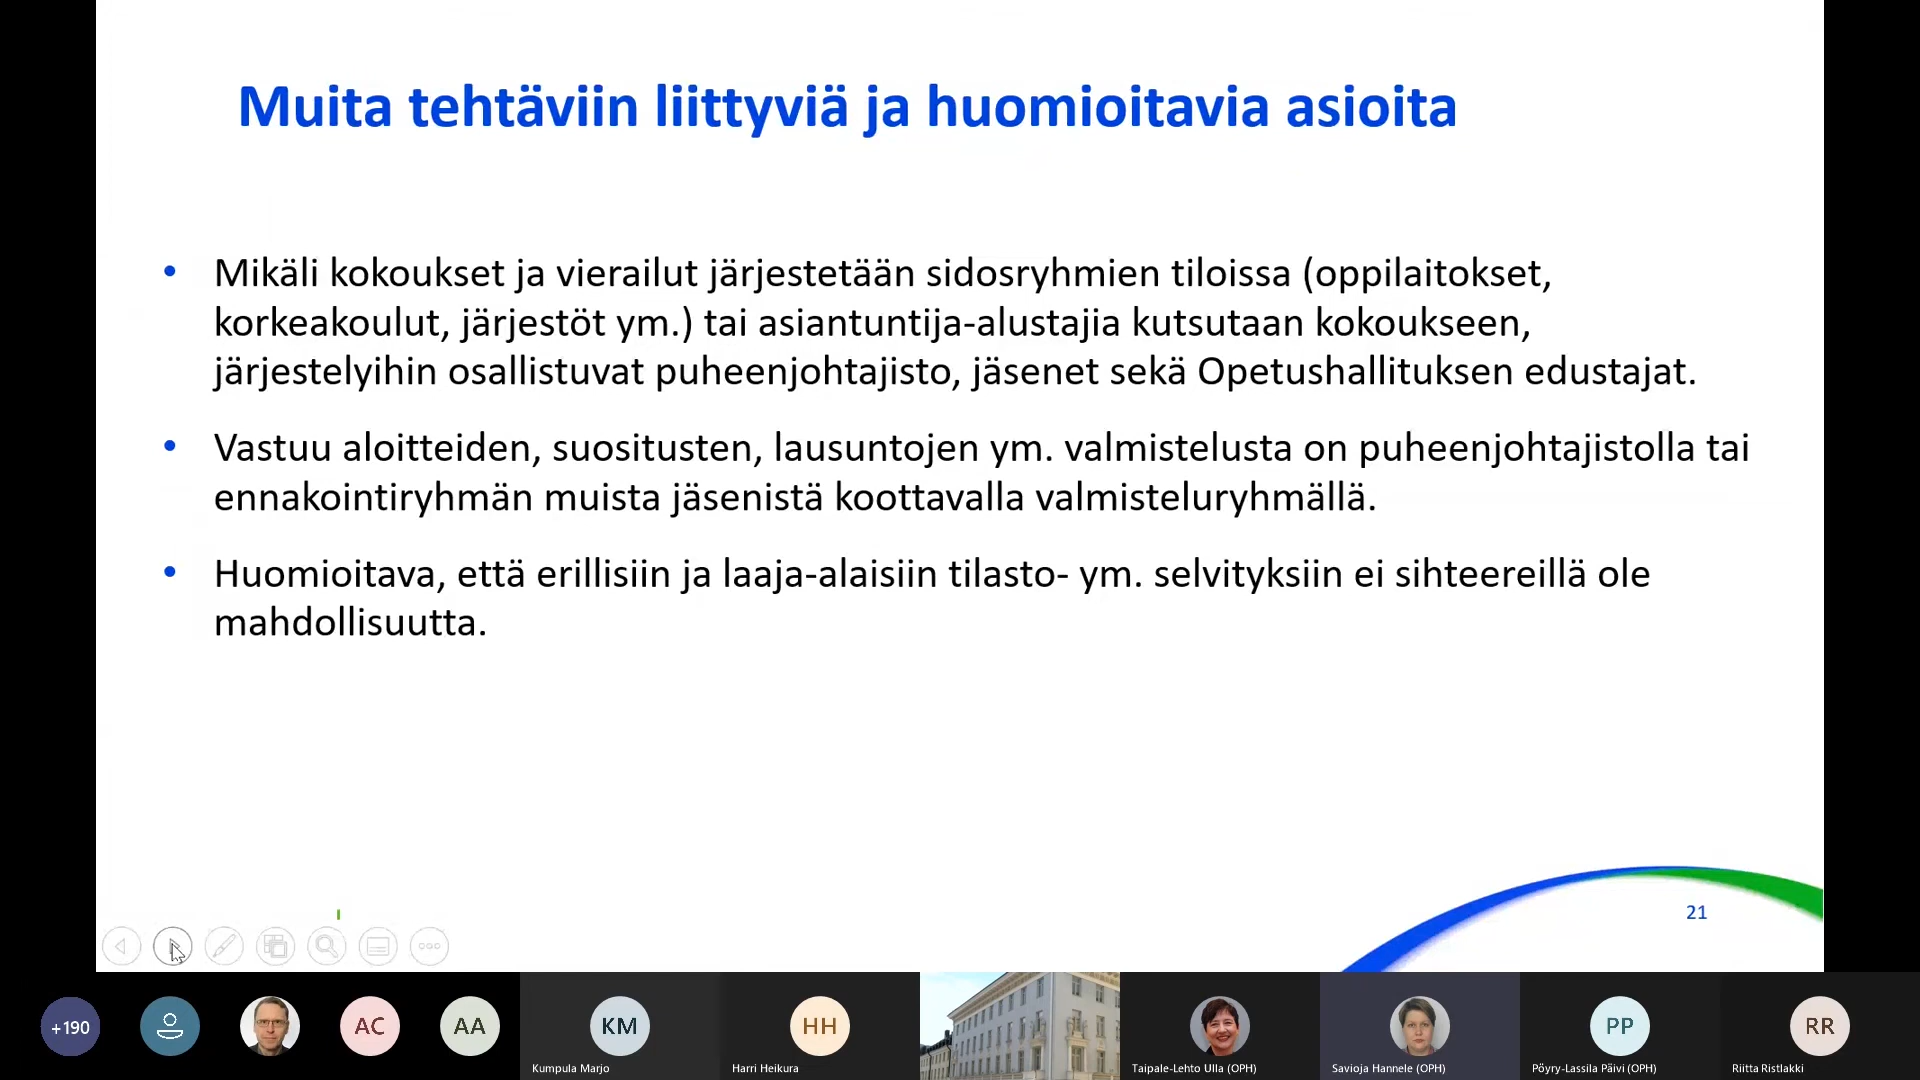 Muita tehtäviin liittyviä ja huomioitavia asioita
• Mikäli kokoukset ja vierailut järjestetään sidosryhmien tiloissa (oppilaitokset,
korkeakoulut, järjestöt ym.) tai asiantuntija-alustajia kutsutaan kokoukseen,
järjestelyihin osallistuvat puheenjohtajisto, jäsenet sekä Opetushallituksen edustajat.
• Vastuu aloitteiden, suositusten, lausuntojen ym. valmistelusta on puheenjohtajistolla tai
ennakointiryhmän muista jäsenistä koottavalla valmisteluryhmällä.
• Huomioitava, että erillisiin ja laaja-alaisiin tilasto- ym. selvityksiin ei sihteereillä ole
mahdollisuutta.
21
+190
AC
AA
KM
HH
PP
RR
Kumpula Marjo
Harri Heikura
Taipale-Lehto Ulla (OPH)
Savioja Hannele (OPH)
Pöyry-Lassila Päivi (OPH)
Riitta Ristlakki